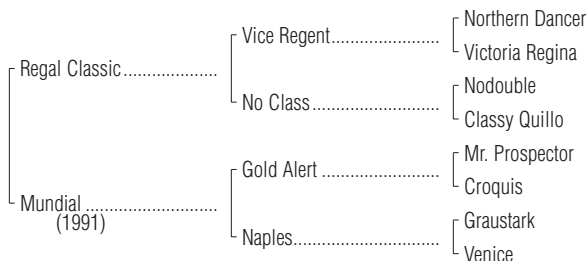 Northern Dancer
Vice Regent
Victoria Regina
Regal Classic
Nodouble
No Class
Classy Quillo
Mr. Prospector
Gold Alert
Croquis
Mundial
(1991)
Graustark
Naples
Venice